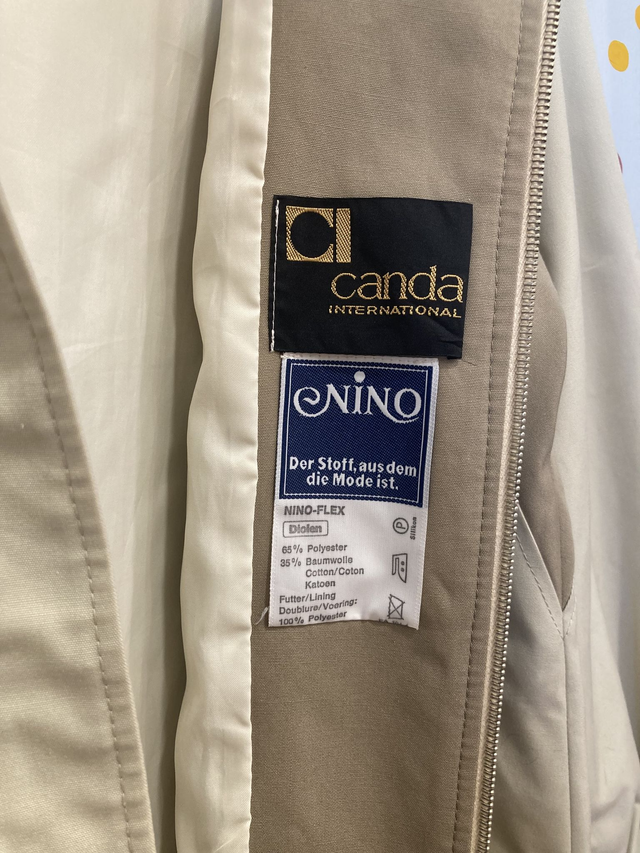 CI
canda
INTERNATIONAL
NINO
Der Stoff, aus dem
die Mode ist.
NINO-FLEX
Diolen
65% Polyester
35% Baumwolle
Cotton/Coton
Katoen
Futter/Lining
Doublure/Voering:
100% Polyester
P
Silikon